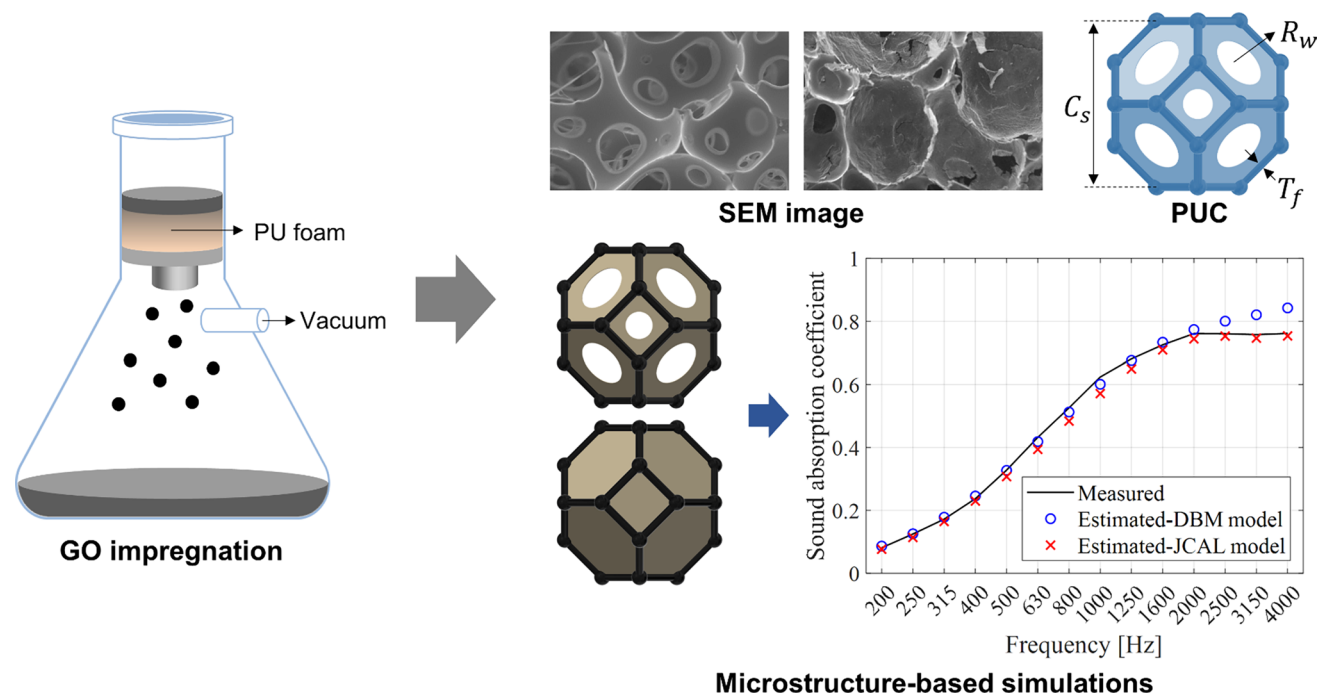 PU foam
Vacuum
GO impregnation
SEM image
C_s
R_w
T_f
PUC
Sound absorption coefficient
1
0.8
0.6
0.4
0.2
0
200
250
315
400
500
630
800
1000
1250
1600
2000
2500
3150
4000
Frequency [Hz]
Measured
Estimated-DBM model
Estimated-JCAL model
Microstructure-based simulations